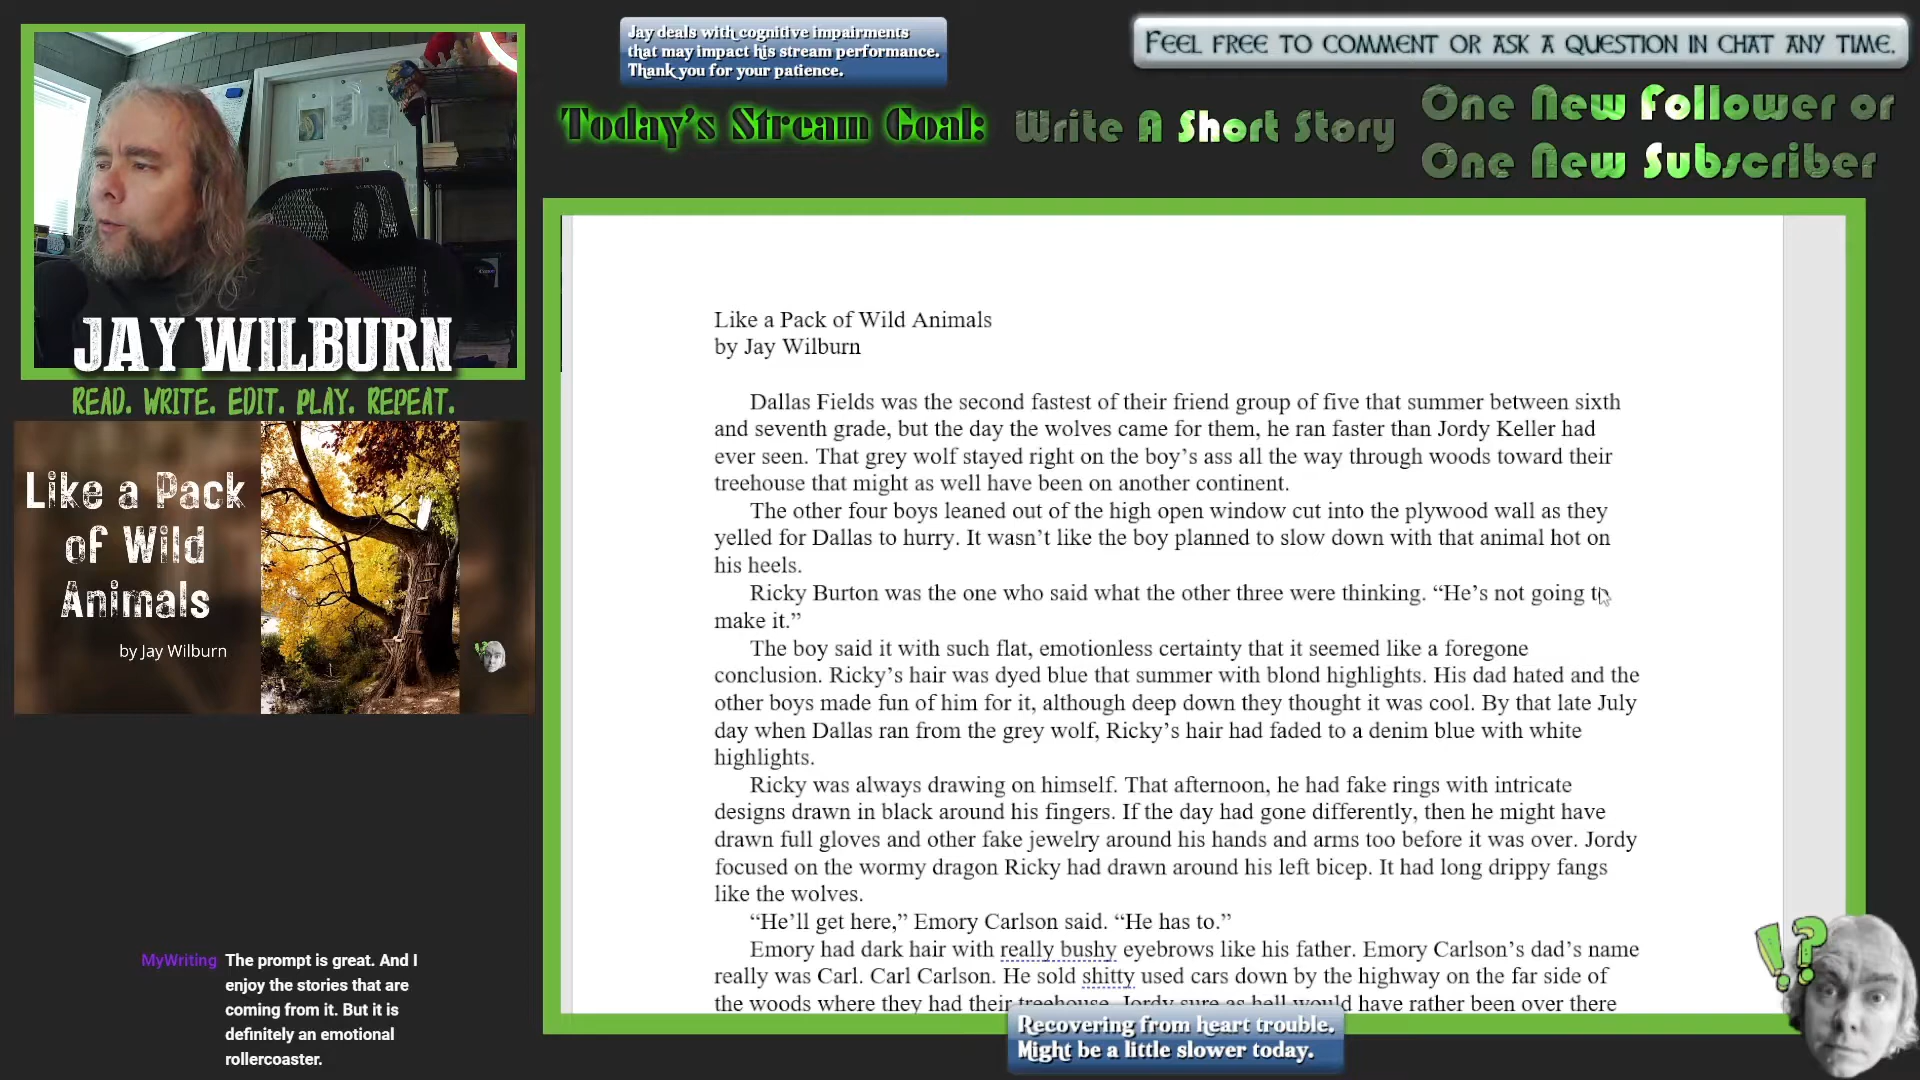 Jay deals with cognitive impairments
that may impact his stream performance.
Thank you for your patience.
Feel free to comment or ask a question in chat any time.
Today's Stream Goal:
Write A Short Story
One New Follower or
One New Subscriber
JAY WILBURN
READ. WRITE. EDIT. PLAY. REPEAT.
Like a Pack
of Wild
Animals
by Jay Wilburn
Like a Pack of Wild Animals
by Jay Wilburn
Dallas Fields was the second fastest of their friend group of five that summer between sixth
and seventh grade, but the day the wolves came for them, he ran faster than Jordy Keller had
ever seen. That grey wolf stayed right on the boy’s ass all the way through woods toward their
treehouse that might as well have been on another continent.
The other four boys leaned out of the high open window cut into the plywood wall as they
yelled for Dallas to hurry. It wasn’t like the boy planned to slow down with that animal hot on
his heels.
Ricky Burton was the one who said what the other three were thinking. “He’s not going to
make it.”
The boy said it with such flat, emotionless certainty that it seemed like a foregone
conclusion. Ricky’s hair was dyed blue that summer with blond highlights. His dad hated and the
other boys made fun of him for it, although deep down they thought it was cool. By that late July
day when Dallas ran from the grey wolf, Ricky’s hair had faded to a denim blue with white
highlights.
Ricky was always drawing on himself. That afternoon, he had fake rings with intricate
designs drawn in black around his fingers. If the day had gone differently, then he might have
drawn full gloves and other fake jewelry around his hands and arms too before it was over. Jordy
focused on the wormy dragon Ricky had drawn around his left bicep. It had long drippy fangs
like the wolves.
“He’ll get here,” Emory Carlson said. “He has to.”
Emory had dark hair with really bushy eyebrows like his father. Emory Carlson’s dad’s name
really was Carl. Carl Carlson. He sold shitty used cars down by the highway on the far side of
the woods where they had their treehouse. Jordy sure as hell would have rather been over there
MyWriting The prompt is great. And I
enjoy the stories that are
coming from it. But it is
definitely an emotional
rollercoaster.
Recovering from heart trouble.
Might be a little slower today.
!?